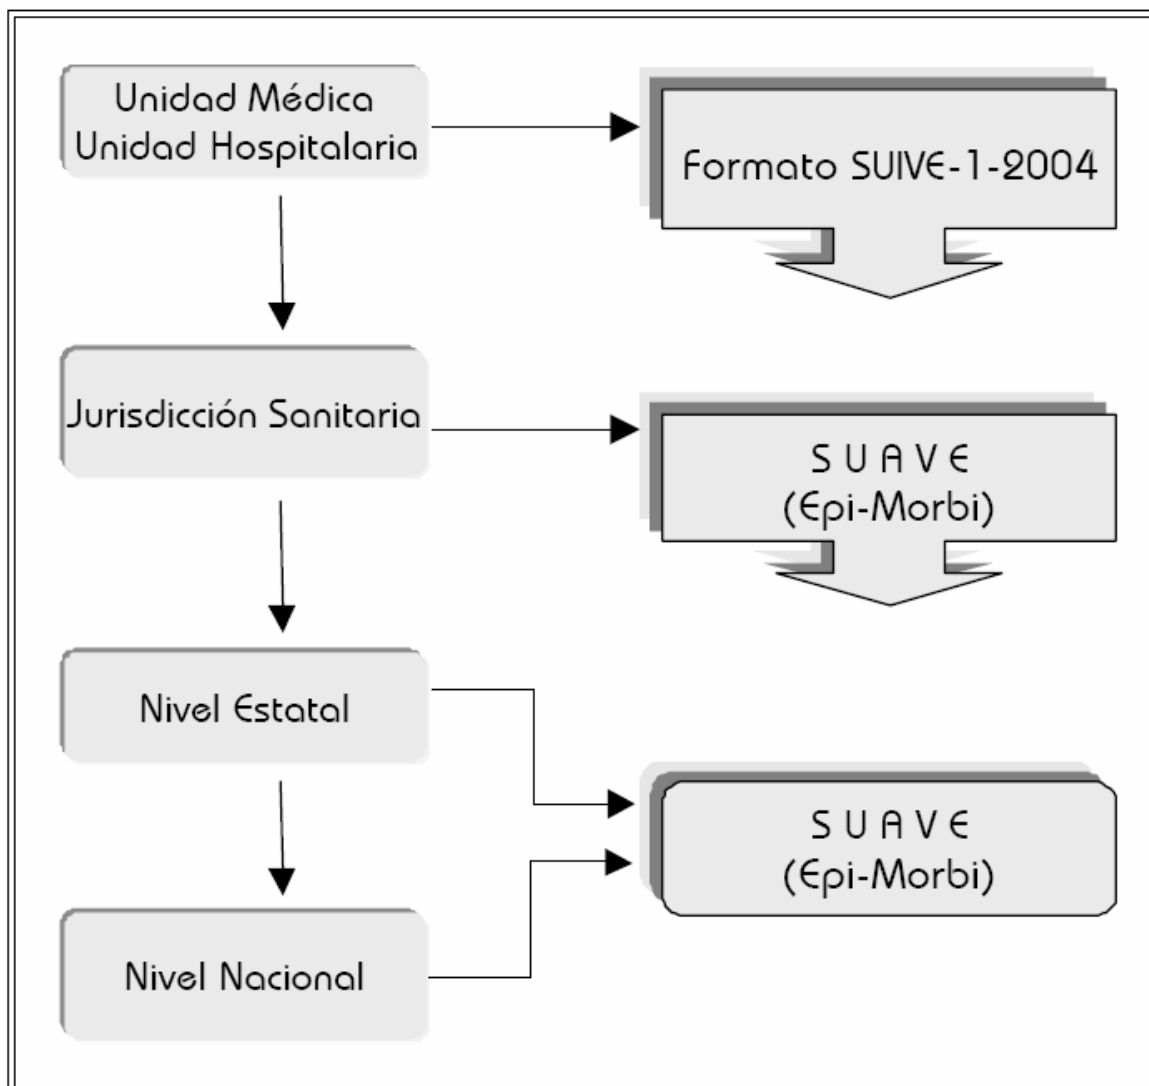 Unidad Médica
Unidad Hospitalaria
Formato SUIVE-1-2004
Jurisdicción Sanitaria
S U A V E
(Epi-Morbi)
Nivel Estatal
S U A V E
(Epi-Morbi)
Nivel Nacional